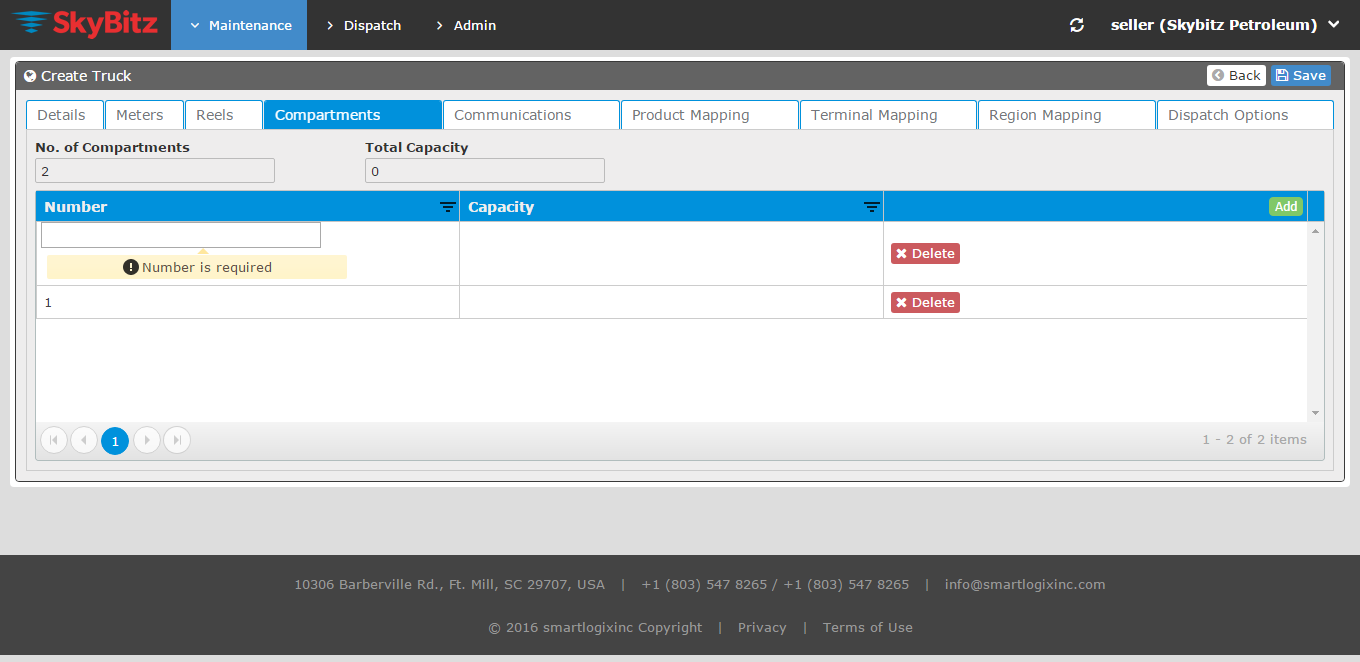 SkyBitz Maintenance Dispatch Admin seller (Skybitz Petroleum)
Create Truck Back Save
Details Meters Reels Compartments Communications Product Mapping Terminal Mapping Region Mapping Dispatch Options
No. of Compartments Total Capacity
2 0
Number Capacity Add
Number is required Delete
1 Delete
1 1 - 2 of 2 items
10306 Barberville Rd., Ft. Mill, SC 29707, USA | +1 (803) 547 8265 / +1 (803) 547 8265 | info@smartlogixinc.com
© 2016 smartlogixinc Copyright | Privacy | Terms of Use